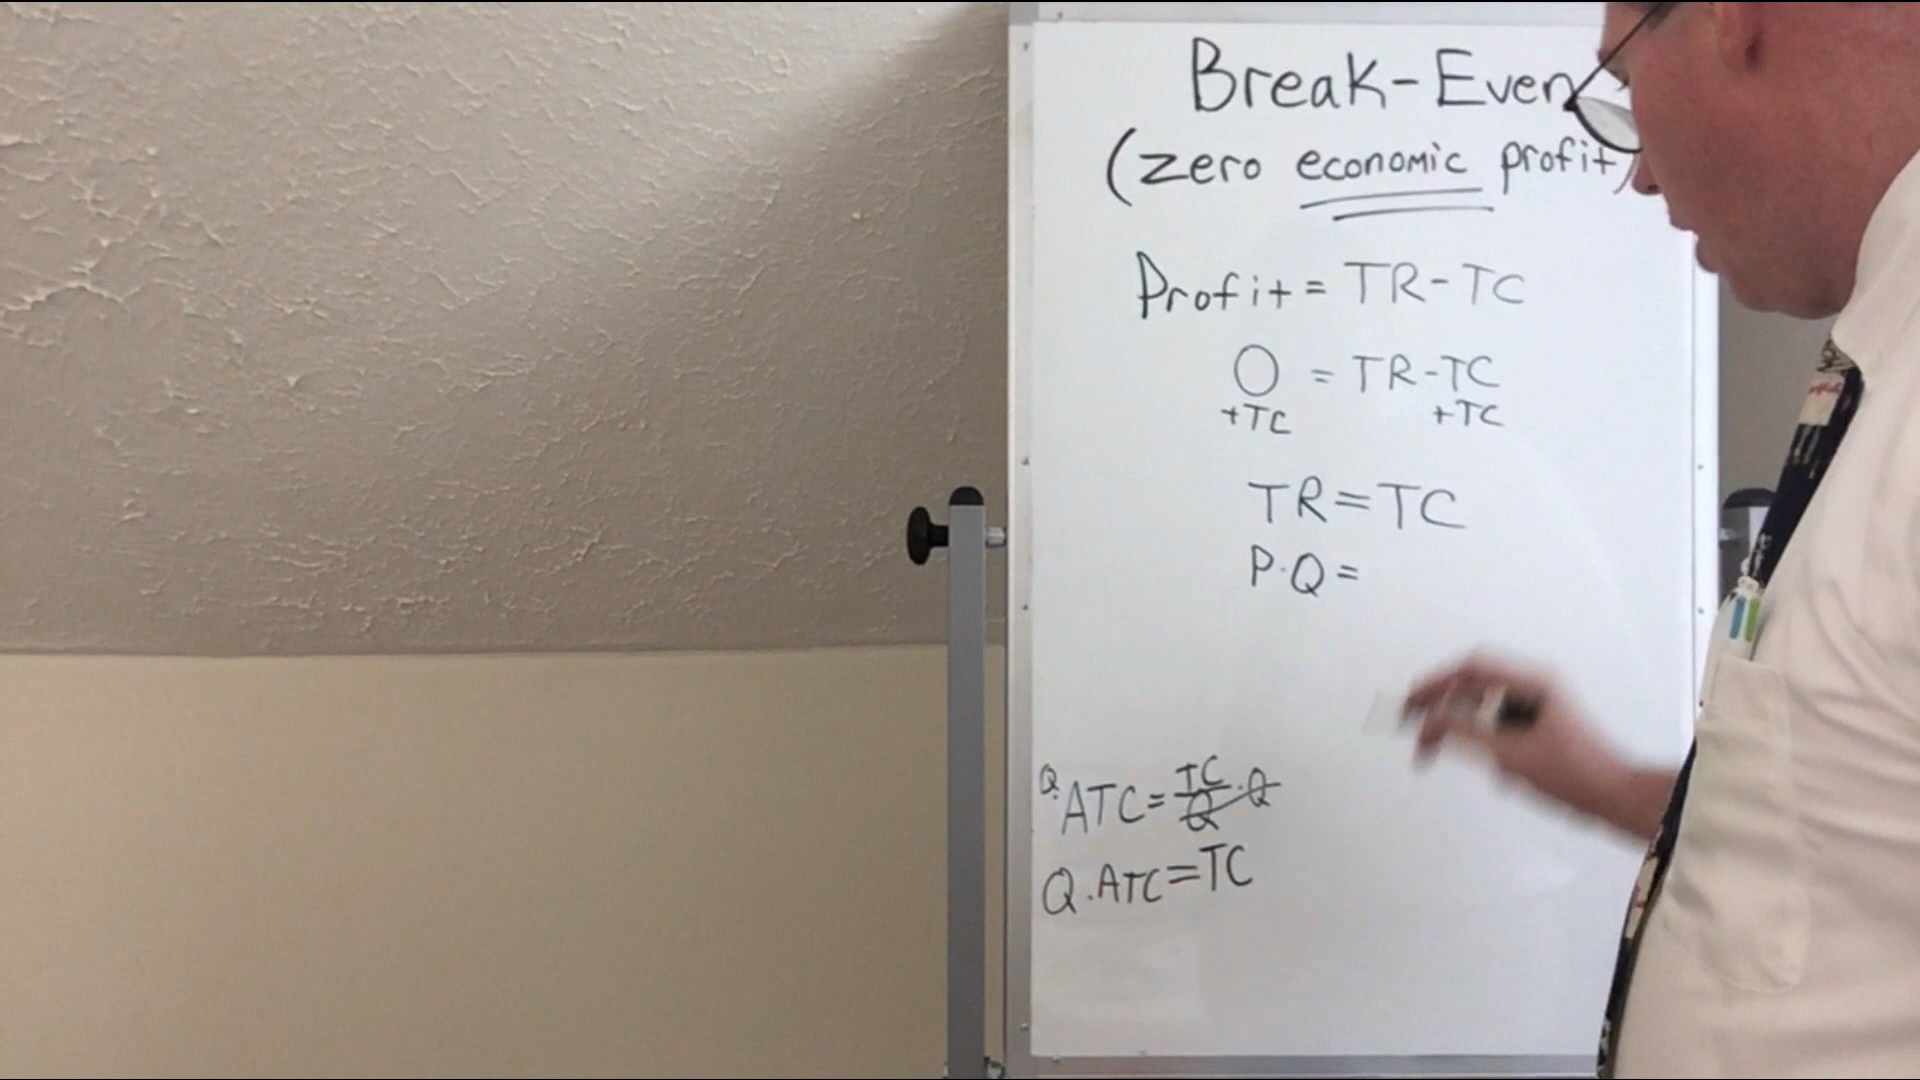 Break-Even
(zero economic profit)
Profit = TR-TC
0 = TR-TC
+TC +TC
TR=TC
P·Q=
Q· ATC = TC/Q ·Q
Q·ATC=TC